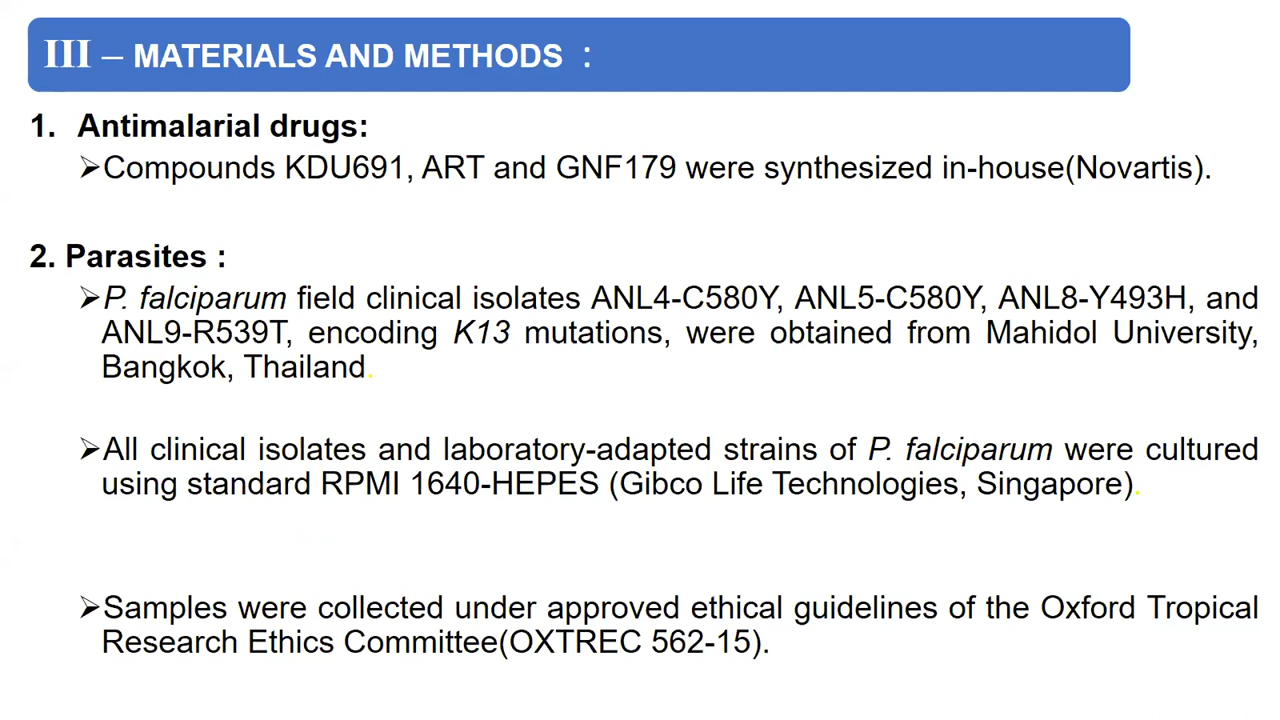 III – MATERIALS AND METHODS :
1. Antimalarial drugs:
➢Compounds KDU691, ART and GNF179 were synthesized in-house(Novartis).
2. Parasites :
➢P. falciparum field clinical isolates ANL4-C580Y, ANL5-C580Y, ANL8-Y493H, and
ANL9-R539T, encoding K13 mutations, were obtained from Mahidol University,
Bangkok, Thailand.
➢All clinical isolates and laboratory-adapted strains of P. falciparum were cultured
using standard RPMI 1640-HEPES (Gibco Life Technologies, Singapore).
➢Samples were collected under approved ethical guidelines of the Oxford Tropical
Research Ethics Committee(OXTREC 562-15).